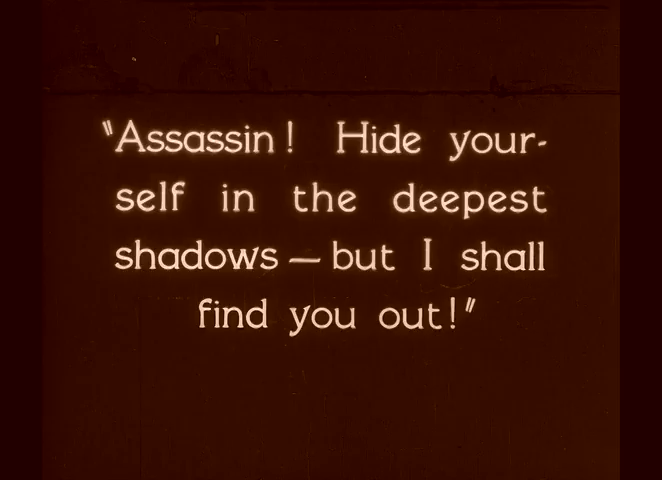 "Assassin! Hide your-
self in the deepest
shadows — but I shall
find you out!"